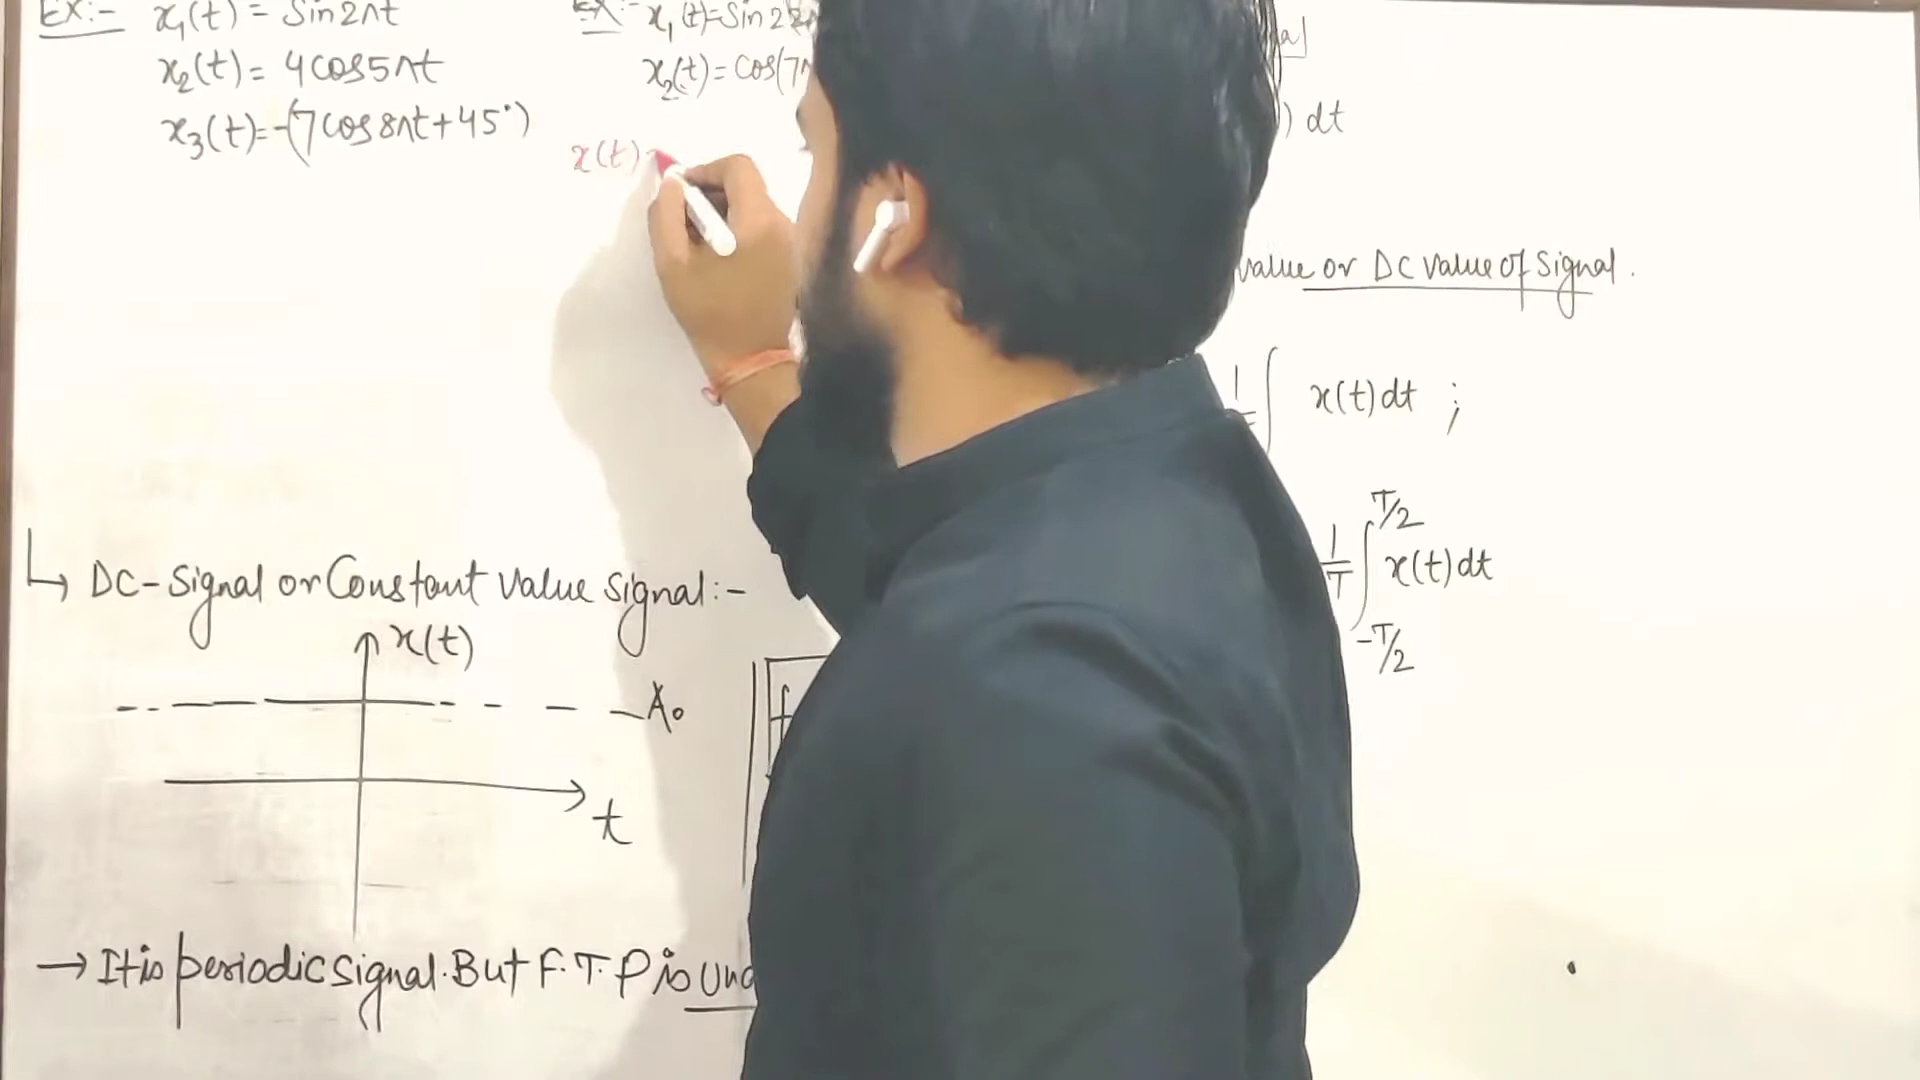 Ex:- x₁(t) = Sin2πt
x₂(t) = 4cos5πt
x₃(t)=-(7cos8πt+45°)
Ex:- x₁(t)=Sin2
x₂(t)=Cos(7π
x(t)
) dt
value or DC value of Signal.
1 ∫ x(t)dt ;
1/T ∫ x(t)dt
T/2
-T/2
↳ DC-Signal or Constant value signal:-
x(t)
A₀
t
→ It is periodic signal. But F.T.P is